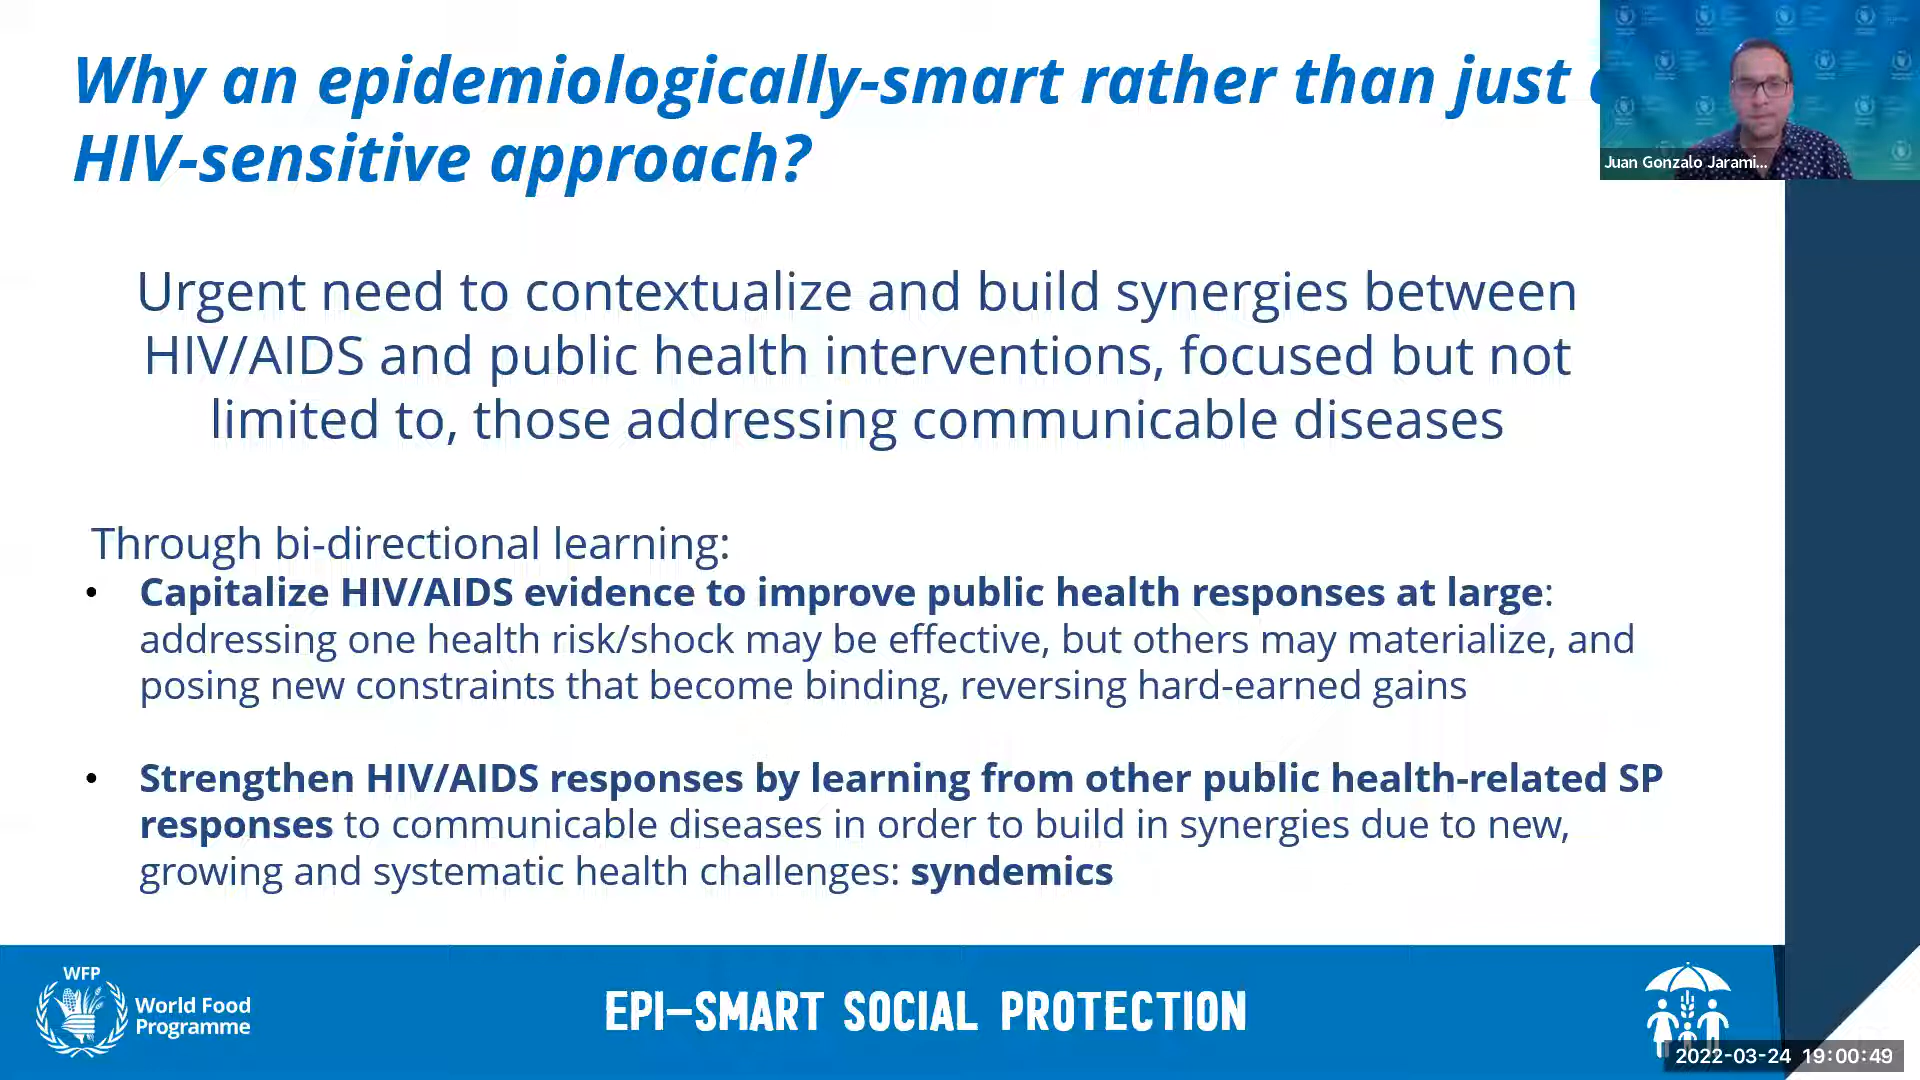 Why an epidemiologically-smart rather than just
HIV-sensitive approach?
Juan Gonzalo Jarami...
Urgent need to contextualize and build synergies between
HIV/AIDS and public health interventions, focused but not
limited to, those addressing communicable diseases
Through bi-directional learning:
• Capitalize HIV/AIDS evidence to improve public health responses at large:
addressing one health risk/shock may be effective, but others may materialize, and
posing new constraints that become binding, reversing hard-earned gains
• Strengthen HIV/AIDS responses by learning from other public health-related SP
responses to communicable diseases in order to build in synergies due to new,
growing and systematic health challenges: syndemics
WFP
World Food
Programme
EPI-SMART SOCIAL PROTECTION
2022-03-24 19:00:49